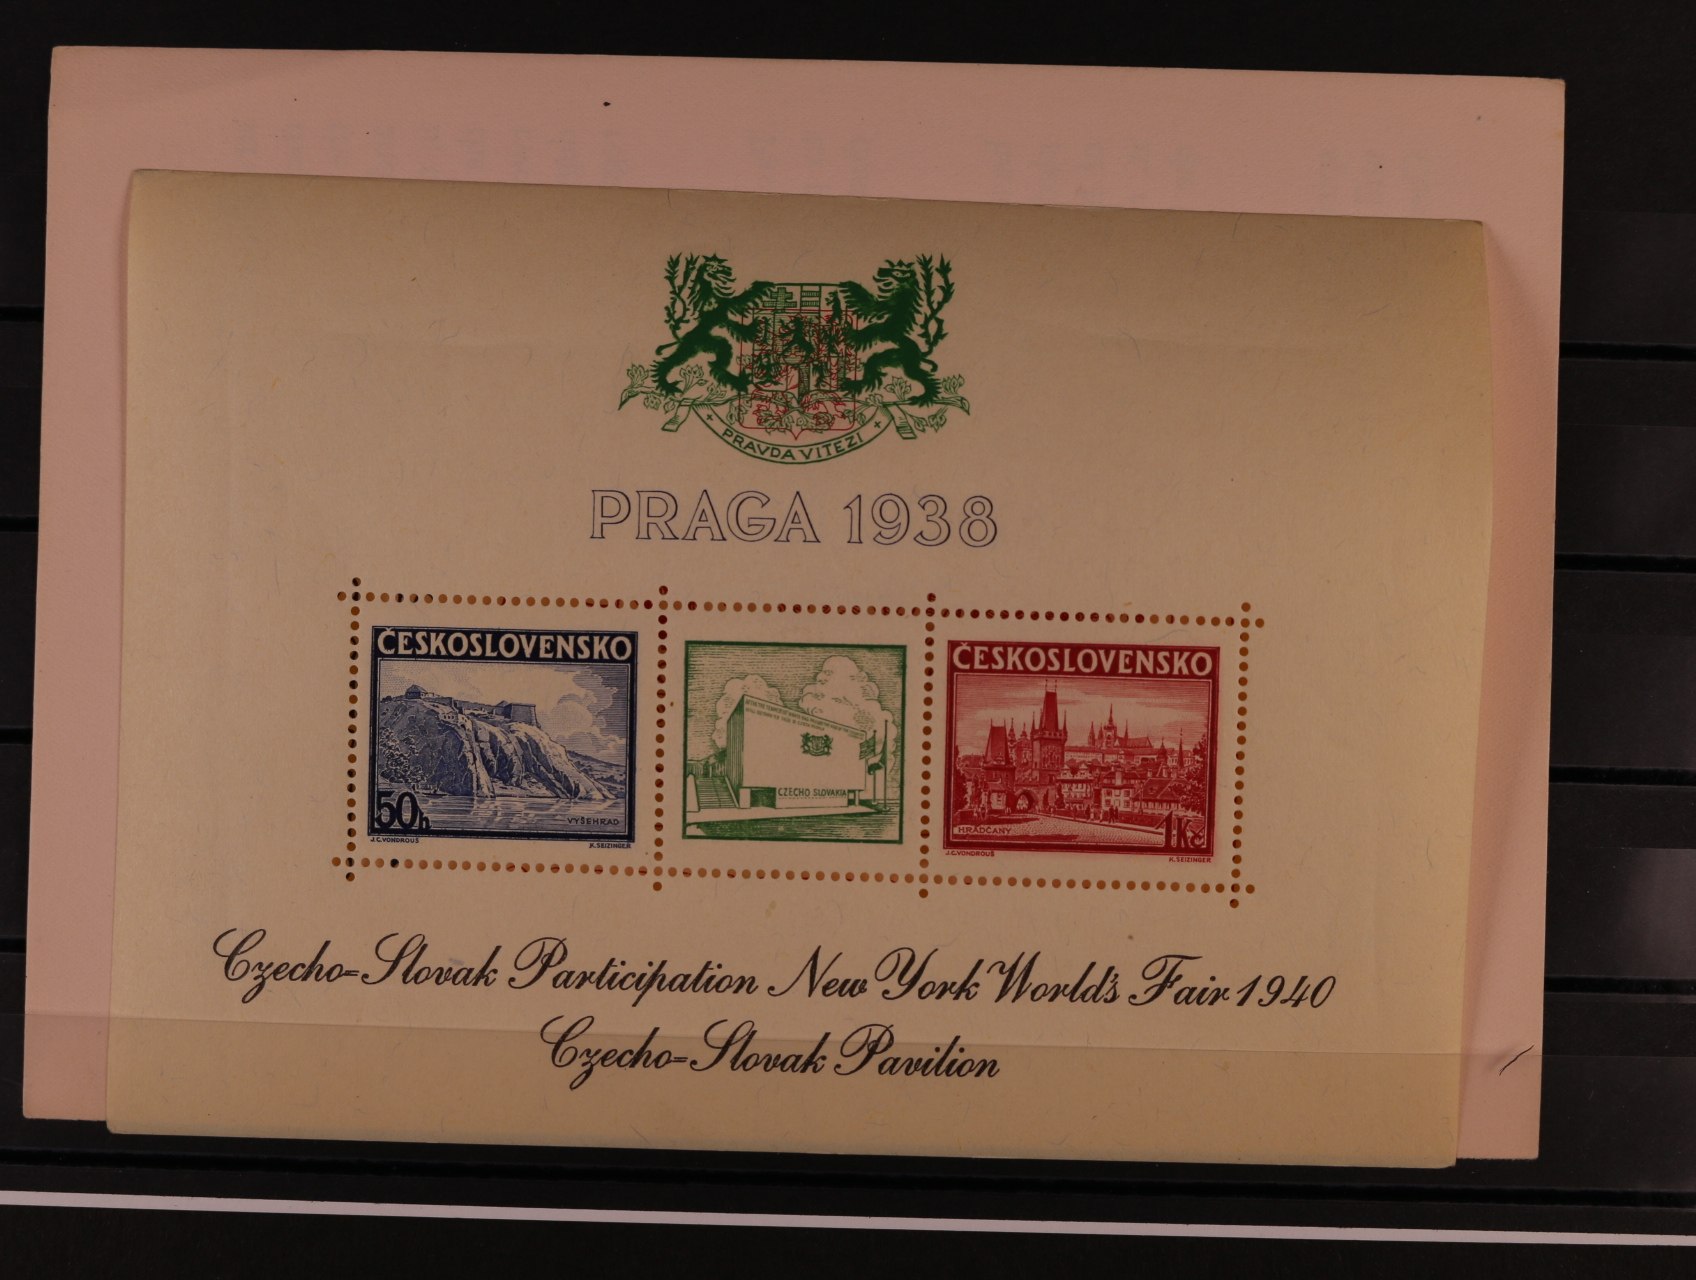 PRAVDA VITEZI
PRAGA 1938
ČESKOSLOVENSKO
50h
VYŠEHRAD
J.C.VONDROUŠ
K.SEIZINGER
CZECHO SLOVAKIA
ČESKOSLOVENSKO
HRADČANY
1Kč
J.C.VONDROUŠ
K.SEIZINGER
Czecho=Slovak Participation New York World's Fair 1940
Czecho=Slovak Pavilion